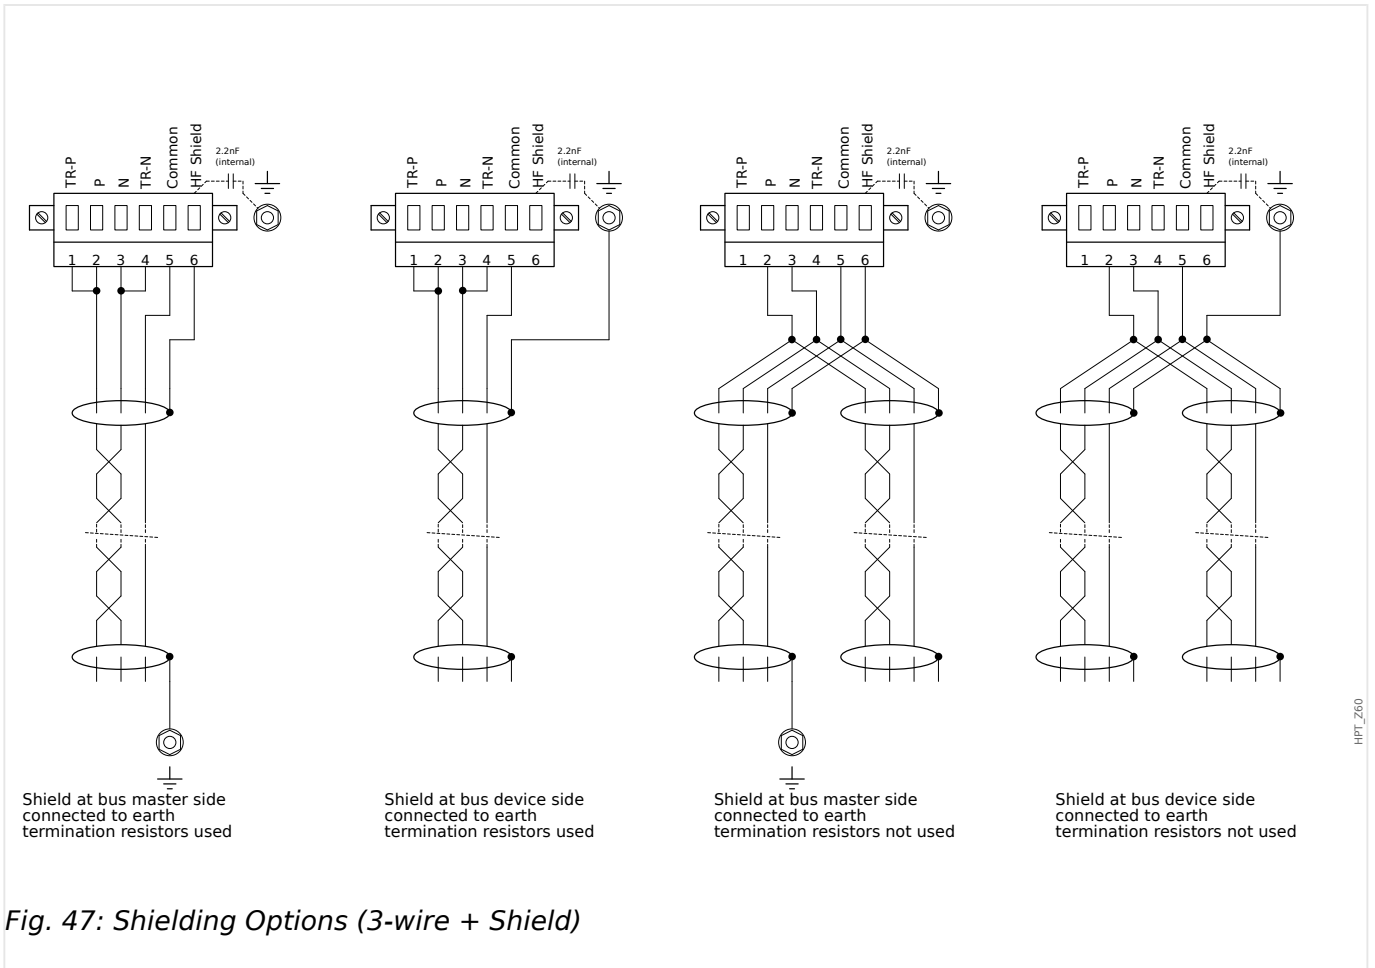 TR-P P N TR-N Common HF Shield
2.2nF
(internal)
1 2 3 4 5 6
TR-P P N TR-N Common HF Shield
2.2nF
(internal)
1 2 3 4 5 6
TR-P P N TR-N Common HF Shield
2.2nF
(internal)
1 2 3 4 5 6
TR-P P N TR-N Common HF Shield
2.2nF
(internal)
1 2 3 4 5 6
Shield at bus master side
connected to earth
termination resistors used
Shield at bus device side
connected to earth
termination resistors used
Shield at bus master side
connected to earth
termination resistors not used
Shield at bus device side
connected to earth
termination resistors not used
HPT_Z60
Fig. 47: Shielding Options (3-wire + Shield)